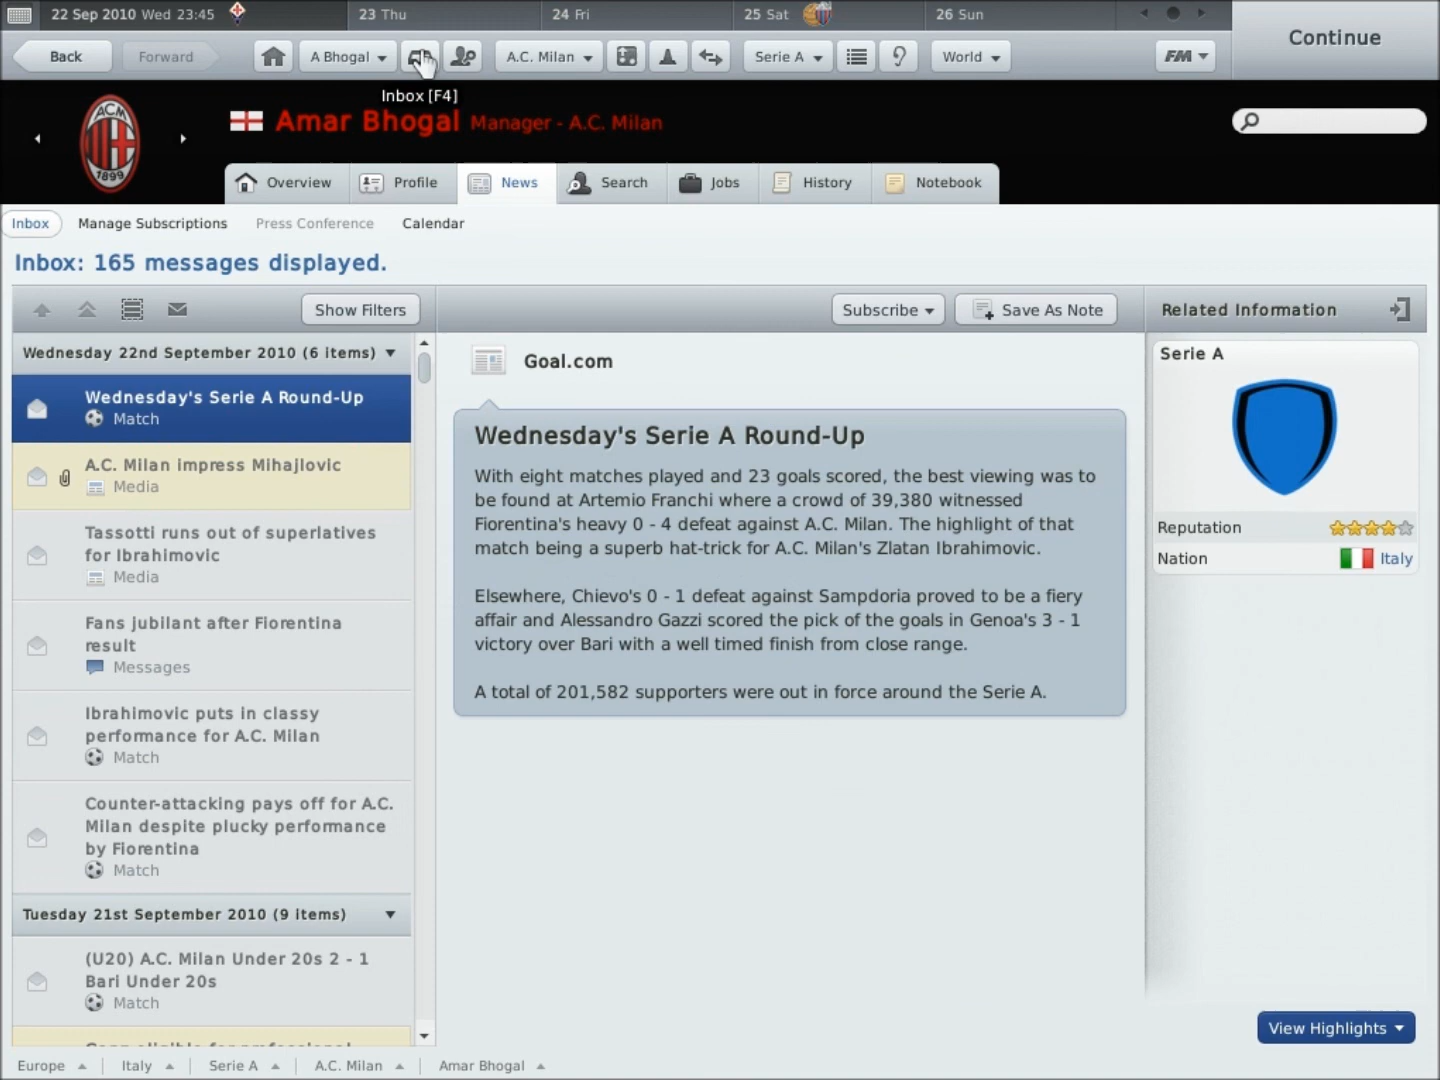 22 Sep 2010 Wed 23:45
23 Thu
24 Fri
25 Sat
26 Sun
Continue
Back
Forward
A Bhogal
A.C. Milan
Serie A
World
FM
Inbox [F4]
ACM
1899
Amar Bhogal Manager - A.C. Milan
Overview
Profile
News
Search
Jobs
History
Notebook
Inbox
Manage Subscriptions
Press Conference
Calendar
Inbox: 165 messages displayed.
Show Filters
Subscribe
Save As Note
Related Information
Wednesday 22nd September 2010 (6 items)
Wednesday's Serie A Round-Up
Match
A.C. Milan impress Mihajlovic
Media
Tassotti runs out of superlatives
for Ibrahimovic
Media
Fans jubilant after Fiorentina
result
Messages
Ibrahimovic puts in classy
performance for A.C. Milan
Match
Counter-attacking pays off for A.C.
Milan despite plucky performance
by Fiorentina
Match
Tuesday 21st September 2010 (9 items)
(U20) A.C. Milan Under 20s 2 - 1
Bari Under 20s
Match
Goal.com
Wednesday's Serie A Round-Up
With eight matches played and 23 goals scored, the best viewing was to
be found at Artemio Franchi where a crowd of 39,380 witnessed
Fiorentina's heavy 0 - 4 defeat against A.C. Milan. The highlight of that
match being a superb hat-trick for A.C. Milan's Zlatan Ibrahimovic.
Elsewhere, Chievo's 0 - 1 defeat against Sampdoria proved to be a fiery
affair and Alessandro Gazzi scored the pick of the goals in Genoa's 3 - 1
victory over Bari with a well timed finish from close range.
A total of 201,582 supporters were out in force around the Serie A.
Serie A
Reputation
Nation
Italy
View Highlights
Europe
Italy
Serie A
A.C. Milan
Amar Bhogal